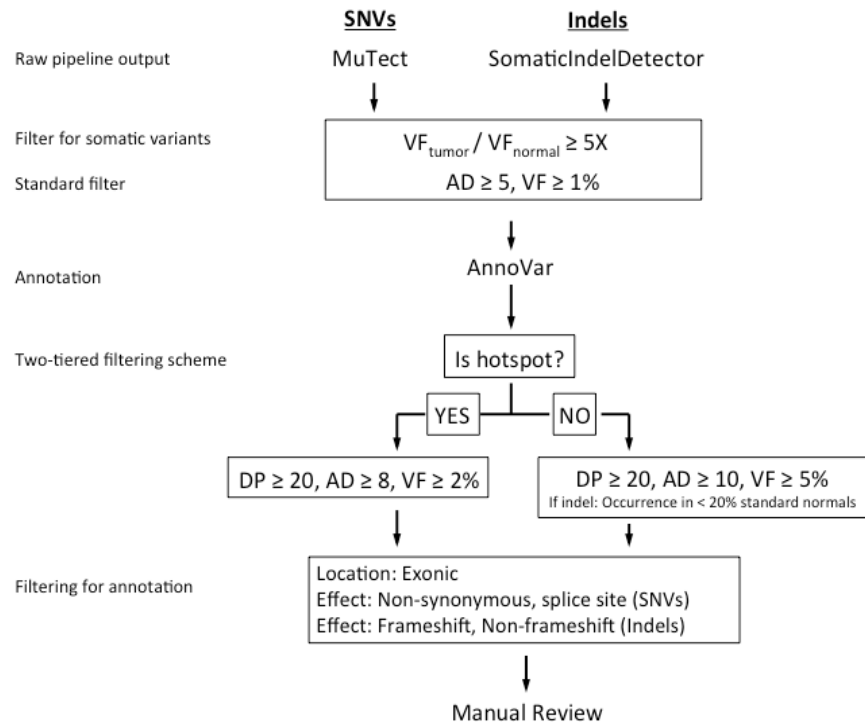 SNVs Indels
Raw pipeline output MuTect SomaticIndelDetector
Filter for somatic variants VFtumor / VFnormal ≥ 5X
Standard filter AD ≥ 5, VF ≥ 1%
Annotation AnnoVar
Two-tiered filtering scheme Is hotspot?
YES NO
DP ≥ 20, AD ≥ 8, VF ≥ 2% DP ≥ 20, AD ≥ 10, VF ≥ 5%
If indel: Occurrence in < 20% standard normals
Filtering for annotation Location: Exonic
Effect: Non-synonymous, splice site (SNVs)
Effect: Frameshift, Non-frameshift (Indels)
Manual Review